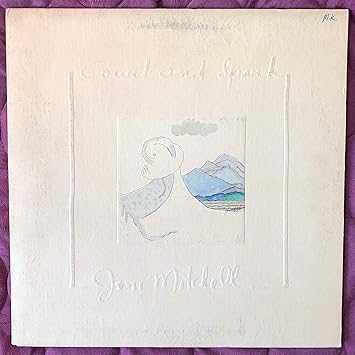 MK
Court and Spark
Joni Mitchell